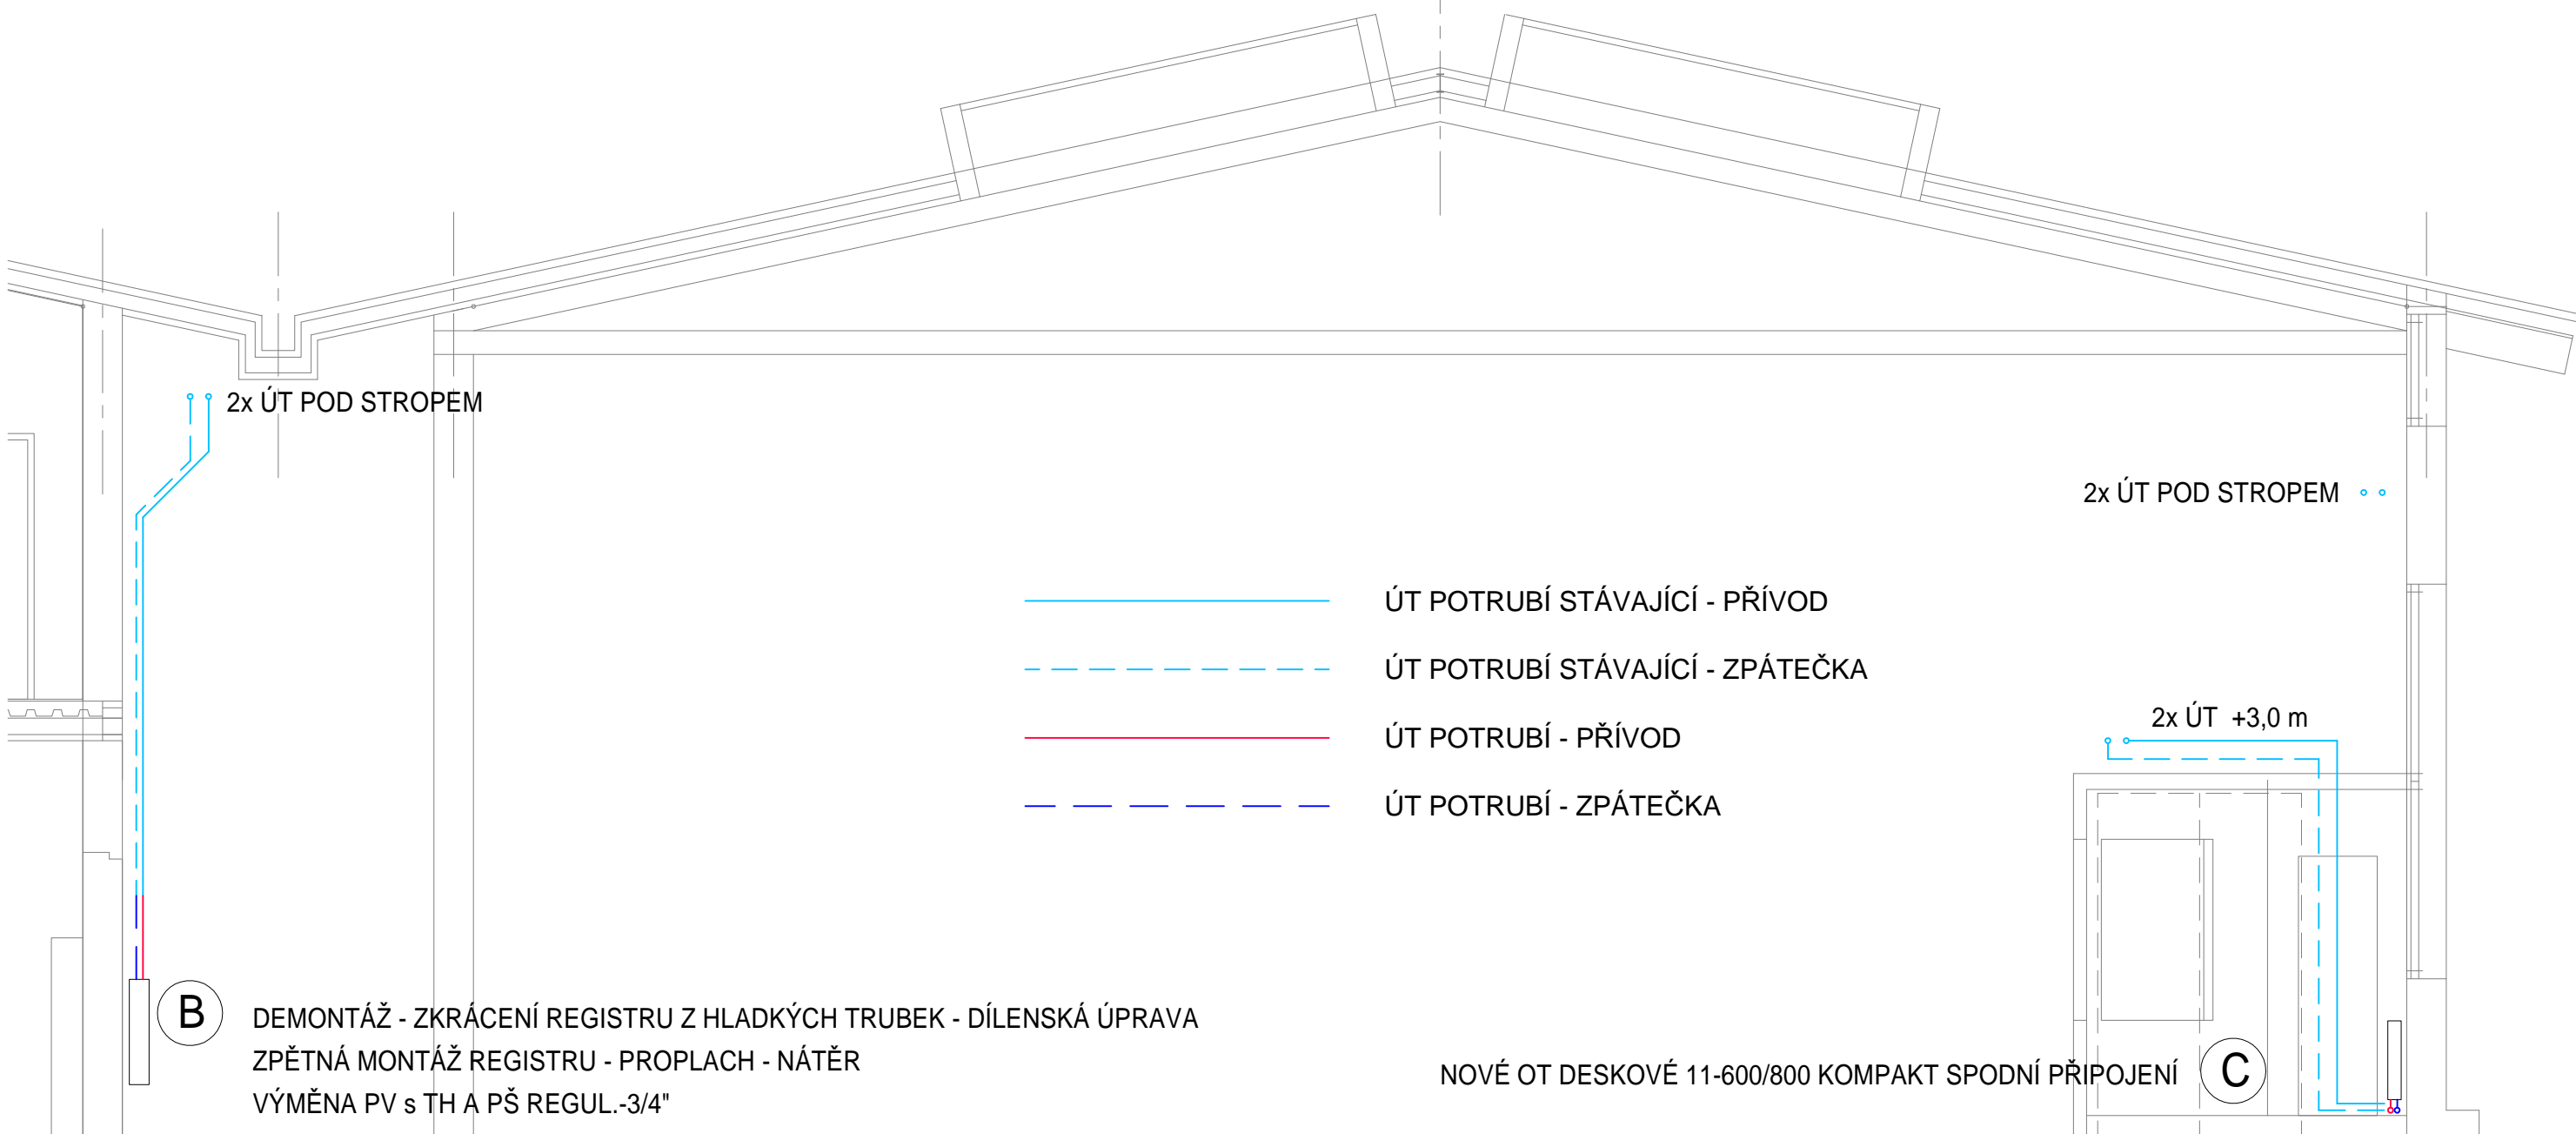 2x ÚT POD STROPEM
2x ÚT POD STROPEM
ÚT POTRUBÍ STÁVAJÍCÍ - PŘÍVOD
ÚT POTRUBÍ STÁVAJÍCÍ - ZPÁTEČKA
ÚT POTRUBÍ - PŘÍVOD
ÚT POTRUBÍ - ZPÁTEČKA
2x ÚT +3,0 m
B
DEMONTÁŽ - ZKRÁCENÍ REGISTRU Z HLADKÝCH TRUBEK - DÍLENSKÁ ÚPRAVA
ZPĚTNÁ MONTÁŽ REGISTRU - PROPLACH - NÁTĚR
VÝMĚNA PV s TH A PŠ REGUL.-3/4"
NOVÉ OT DESKOVÉ 11-600/800 KOMPAKT SPODNÍ PŘIPOJENÍ
C